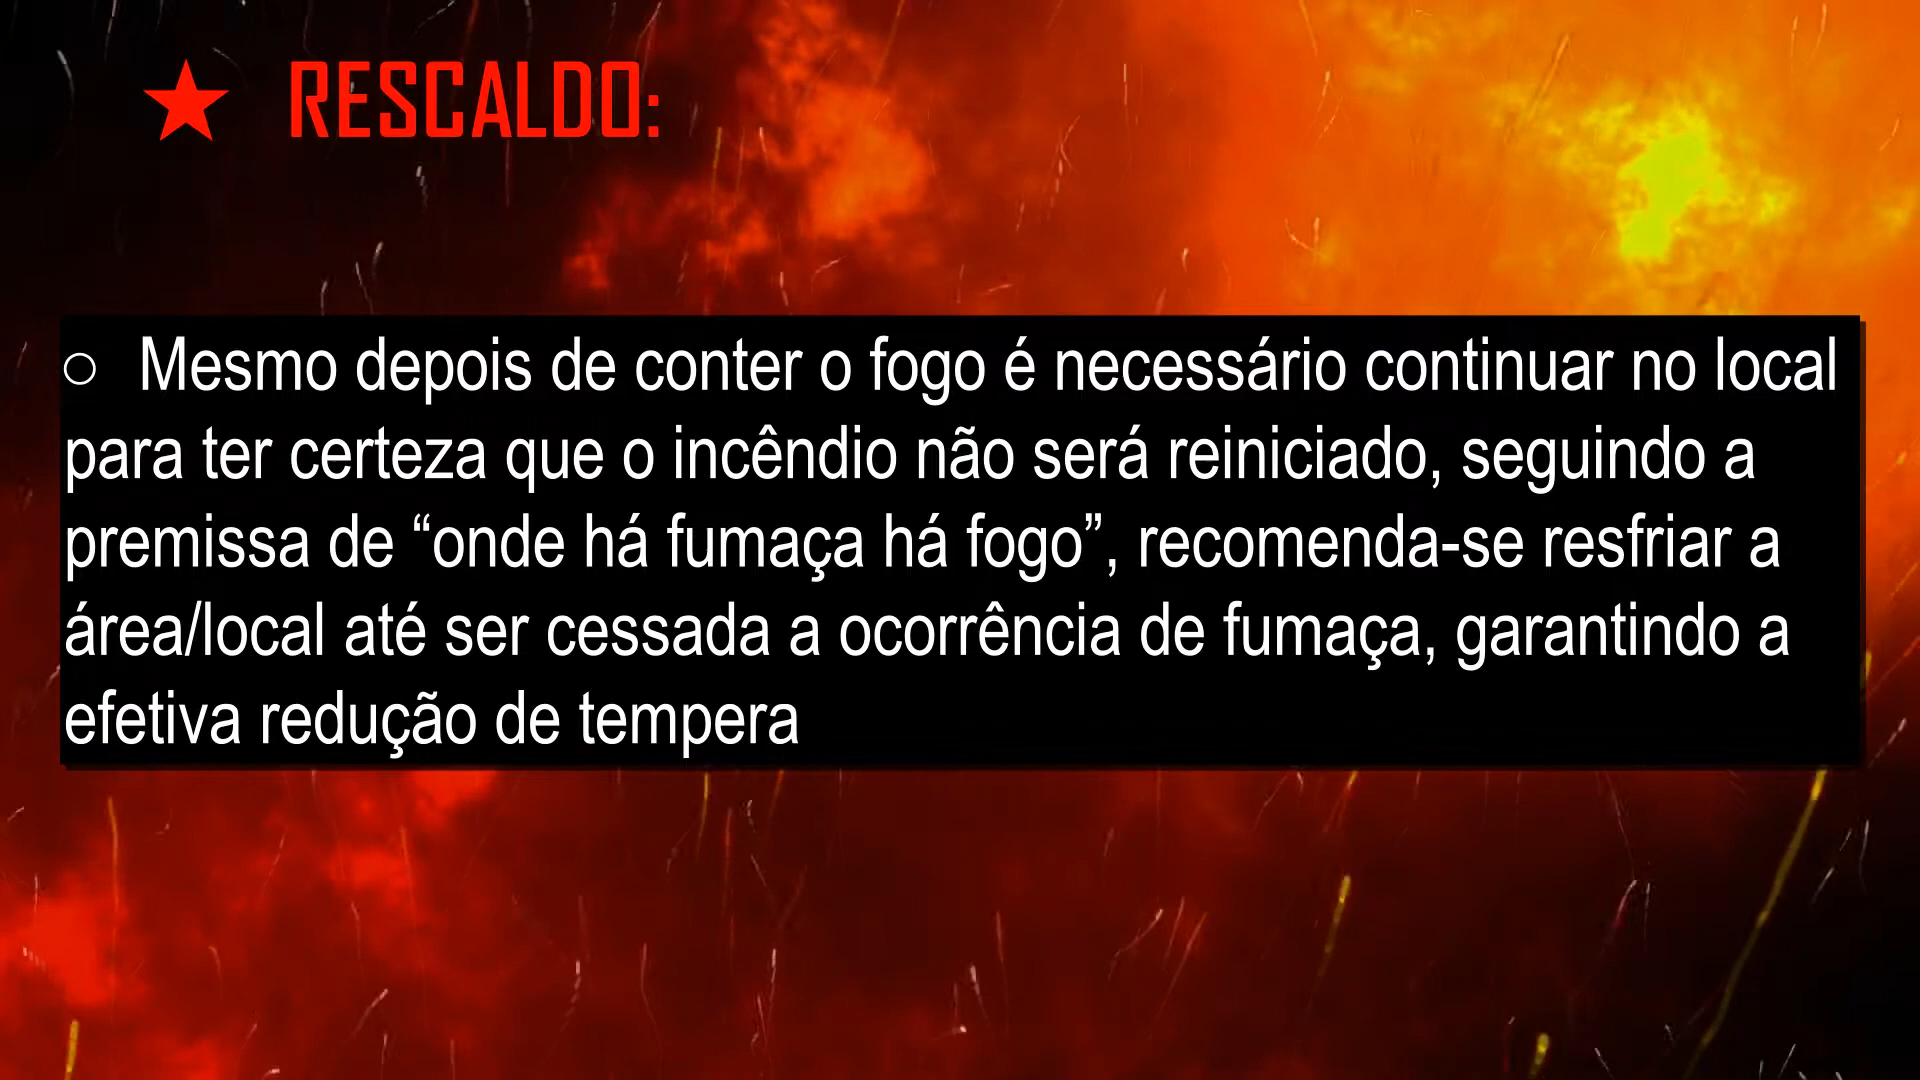 ★ RESCALDO:
○ Mesmo depois de conter o fogo é necessário continuar no local
para ter certeza que o incêndio não será reiniciado, seguindo a
premissa de “onde há fumaça há fogo”, recomenda-se resfriar a
área/local até ser cessada a ocorrência de fumaça, garantindo a
efetiva redução de tempera